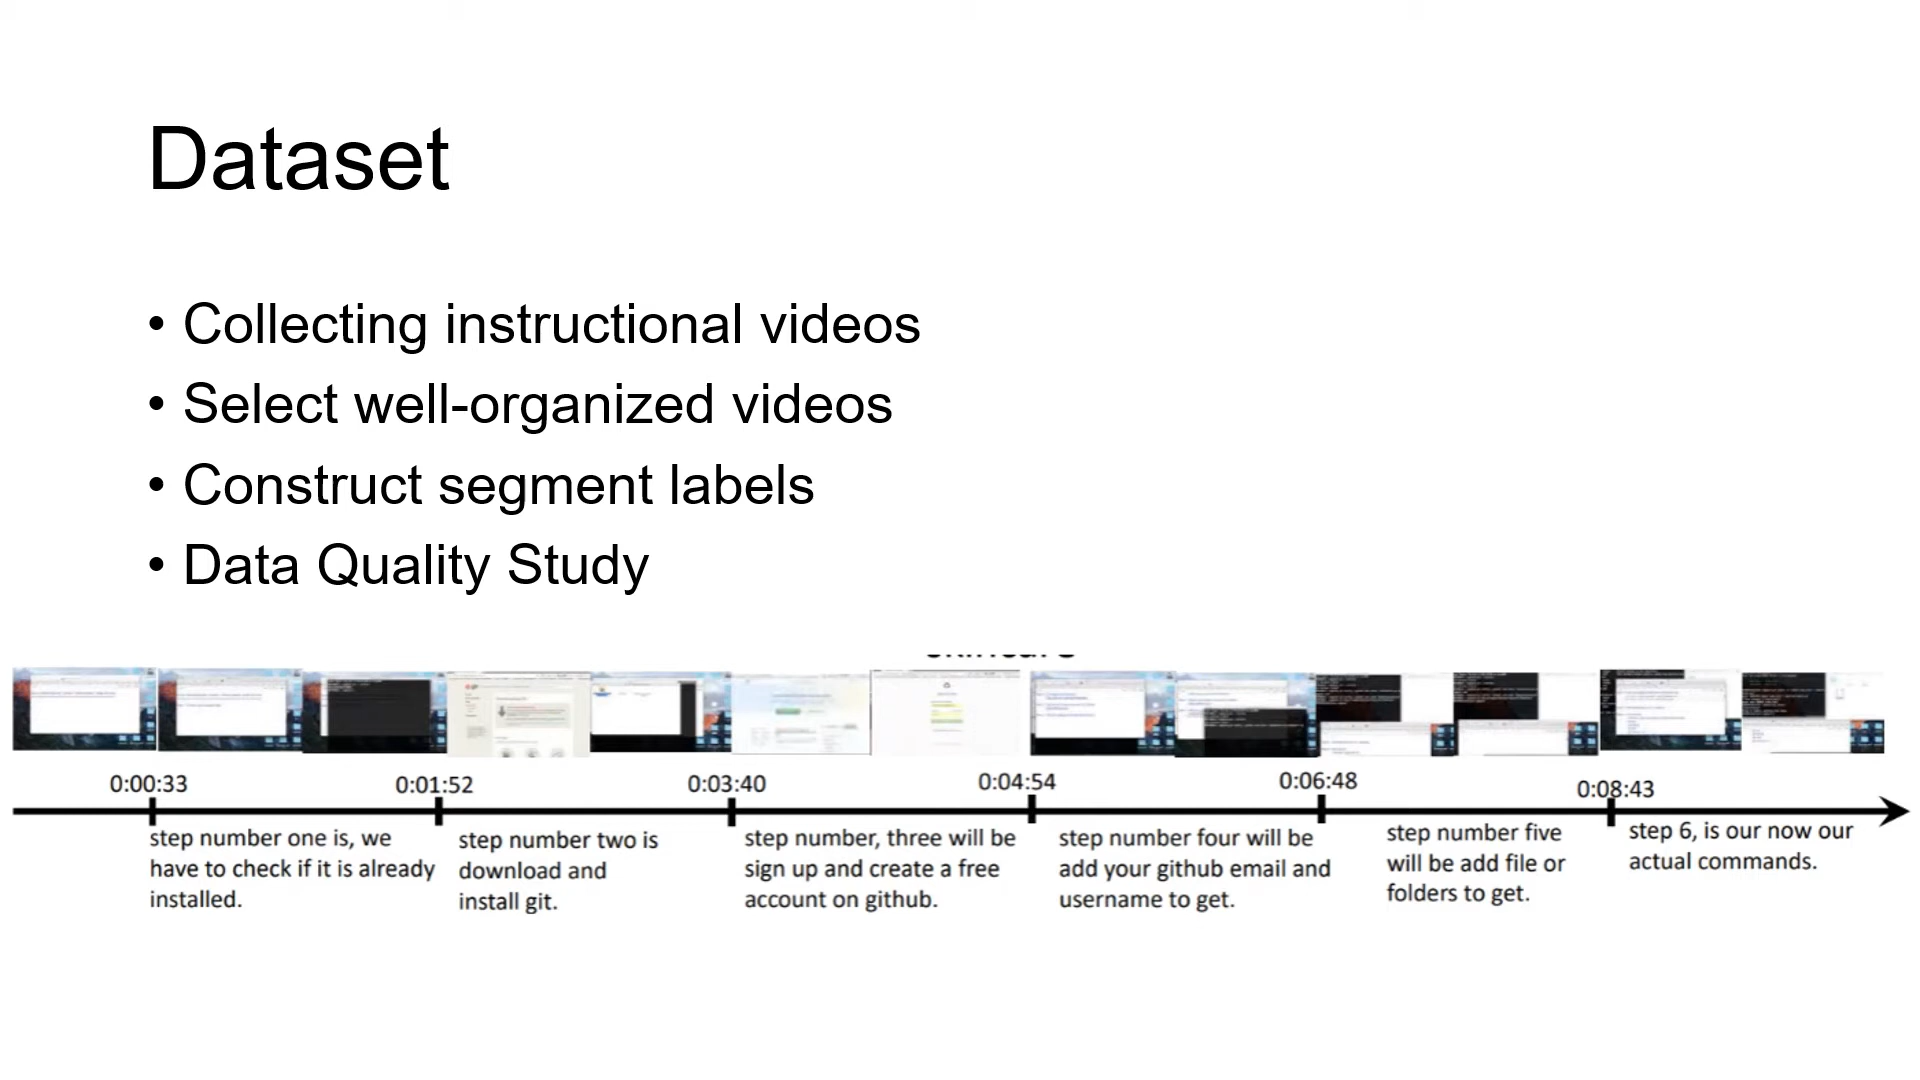 Dataset
• Collecting instructional videos
• Select well-organized videos
• Construct segment labels
• Data Quality Study
0:00:33
0:01:52
0:03:40
0:04:54
0:06:48
0:08:43
step number one is, we
have to check if it is already
installed.
step number two is
download and
install git.
step number, three will be
sign up and create a free
account on github.
step number four will be
add your github email and
username to get.
step number five
will be add file or
folders to get.
step 6, is our now our
actual commands.